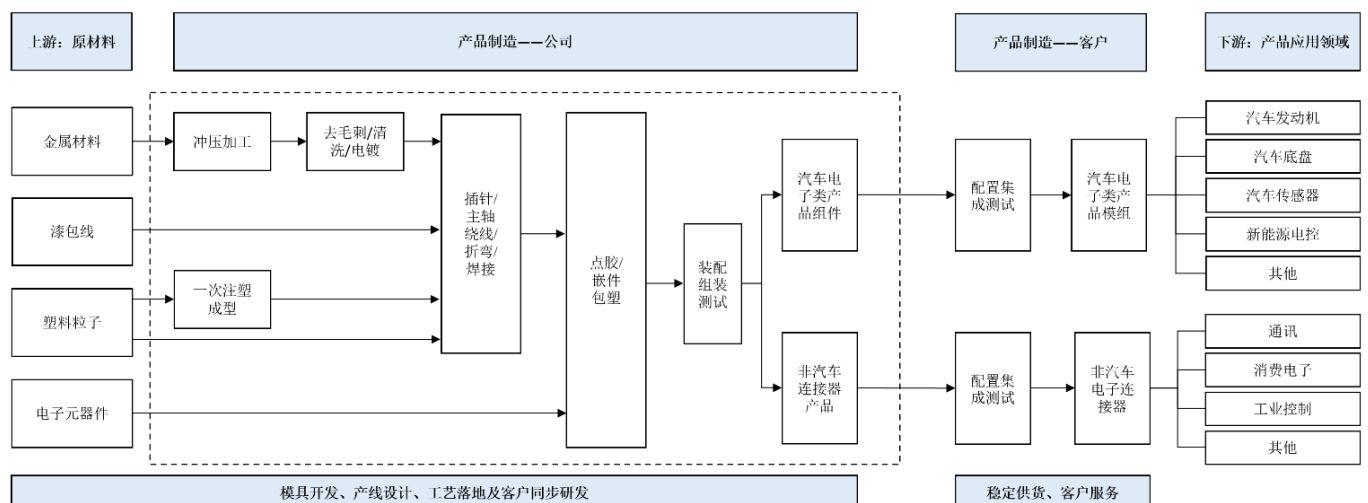 上游：原材料
产品制造——公司
产品制造——客户
下游：产品应用领域
金属材料
漆包线
塑料粒子
电子元器件
冲压加工
去毛刺/清
洗/电镀
一次注塑
成型
插针/
主轴
绕线/
折弯/
焊接
点胶/
嵌件
包塑
装配
组装
测试
汽车电
子类产
品组件
非汽车
连接器
产品
配置集
成测试
汽车电
子类产
品模组
配置集
成测试
非汽车
电子连
接器
汽车发动机
汽车底盘
汽车传感器
新能源电控
其他
通讯
消费电子
工业控制
其他
模具开发、产线设计、工艺落地及客户同步研发
稳定供货、客户服务